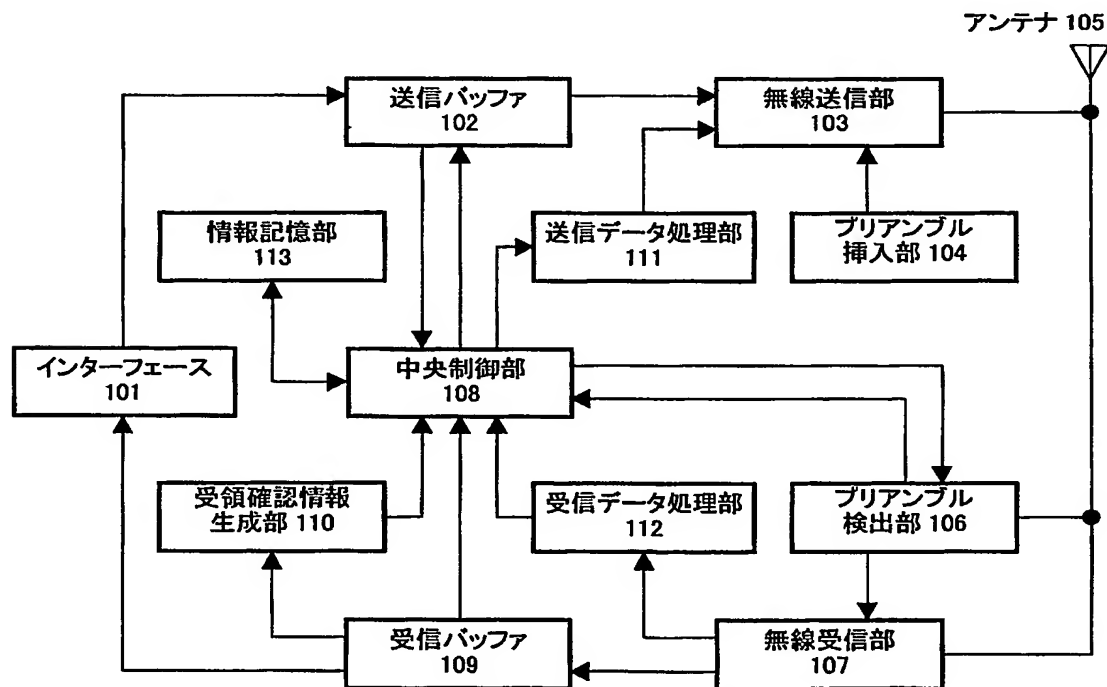 アンテナ 105
送信バッファ
102
無線送信部
103
情報記憶部
113
送信データ処理部
111
プリアンブル
挿入部 104
インターフェース
101
中央制御部
108
受領確認情報
生成部 110
受信データ処理部
112
プリアンブル
検出部 106
受信バッファ
109
無線受信部
107